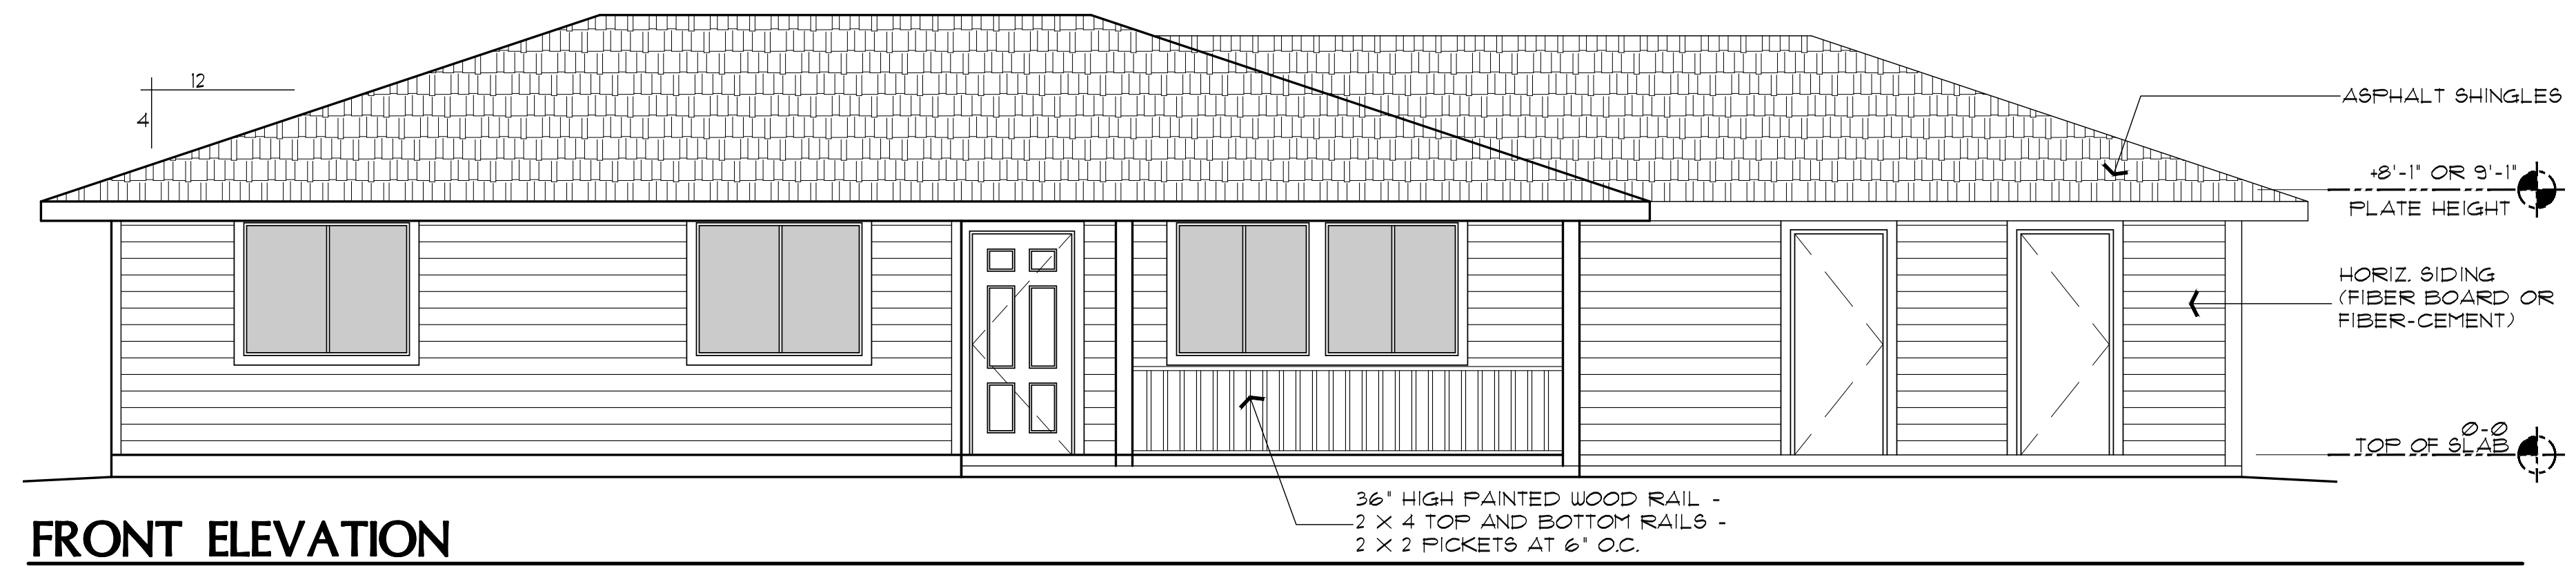 12
4
ASPHALT SHINGLES
+8'-1" OR 9'-1"
PLATE HEIGHT
HORIZ. SIDING
(FIBER BOARD OR
FIBER-CEMENT)
0-0
TOP OF SLAB
36" HIGH PAINTED WOOD RAIL -
2 X 4 TOP AND BOTTOM RAILS -
2 X 2 PICKETS AT 6" O.C.
FRONT ELEVATION